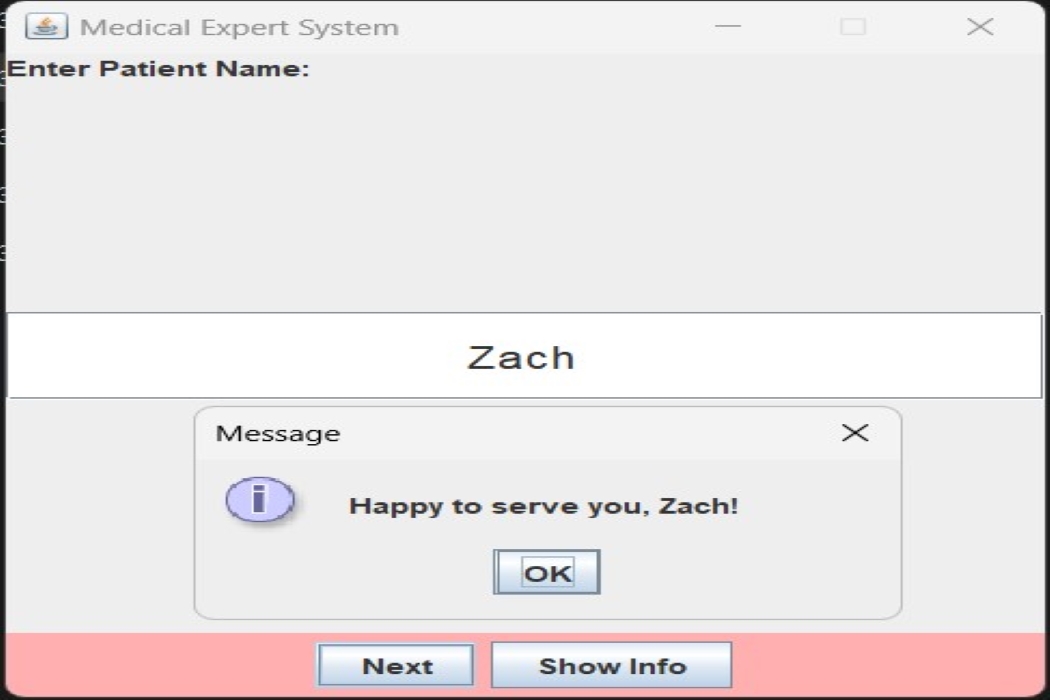 Medical Expert System
Enter Patient Name:
Zach
Message
i
Happy to serve you, Zach!
OK
Next
Show Info